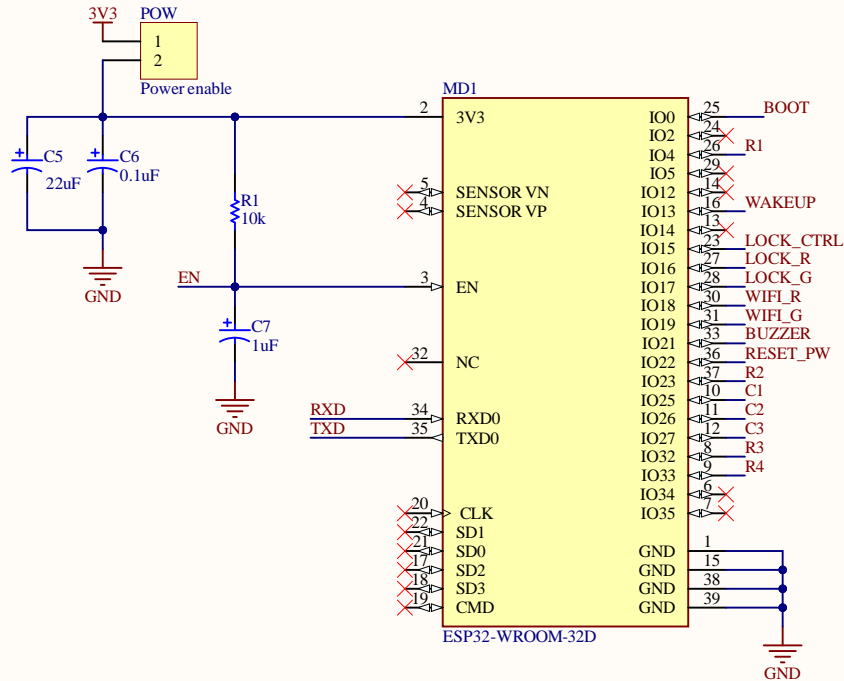 3V3
POW
1
2
Power enable
C5
22uF
C6
0.1uF
R1
10k
GND
EN
C7
1uF
GND
RXD
TXD
MD1
2 3V3
5 SENSOR VN
4 SENSOR VP
3 EN
32 NC
34 RXD0
35 TXD0
20 CLK
22 SD1
21 SD0
17 SD2
18 SD3
19 CMD
IO0 25 BOOT
IO2 24
IO4 26 R1
IO5 29
IO12 14
IO13 16 WAKEUP
IO14 13
IO15 23 LOCK_CTRL
IO16 27 LOCK_R
IO17 28 LOCK_G
IO18 30 WIFI_R
IO19 31 WIFI_G
IO21 33 BUZZER
IO22 36 RESET_PW
IO23 37 R2
IO25 10 C1
IO26 11 C2
IO27 12 C3
IO32 8 R3
IO33 9 R4
IO34 6
IO35 7
GND 1
GND 15
GND 38
GND 39
ESP32-WROOM-32D
GND